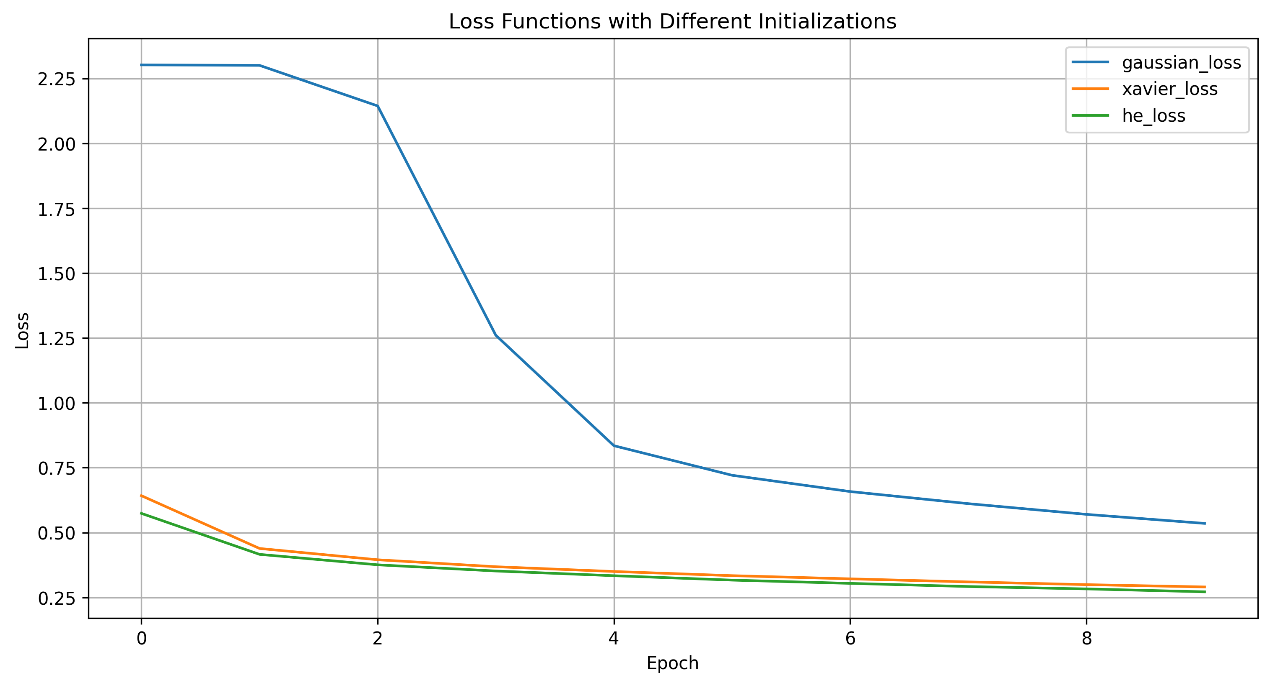 Loss Functions with Different Initializations
gaussian_loss
xavier_loss
he_loss
2.25
2.00
1.75
1.50
1.25
1.00
0.75
0.50
0.25
Loss
0 2 4 6 8
Epoch